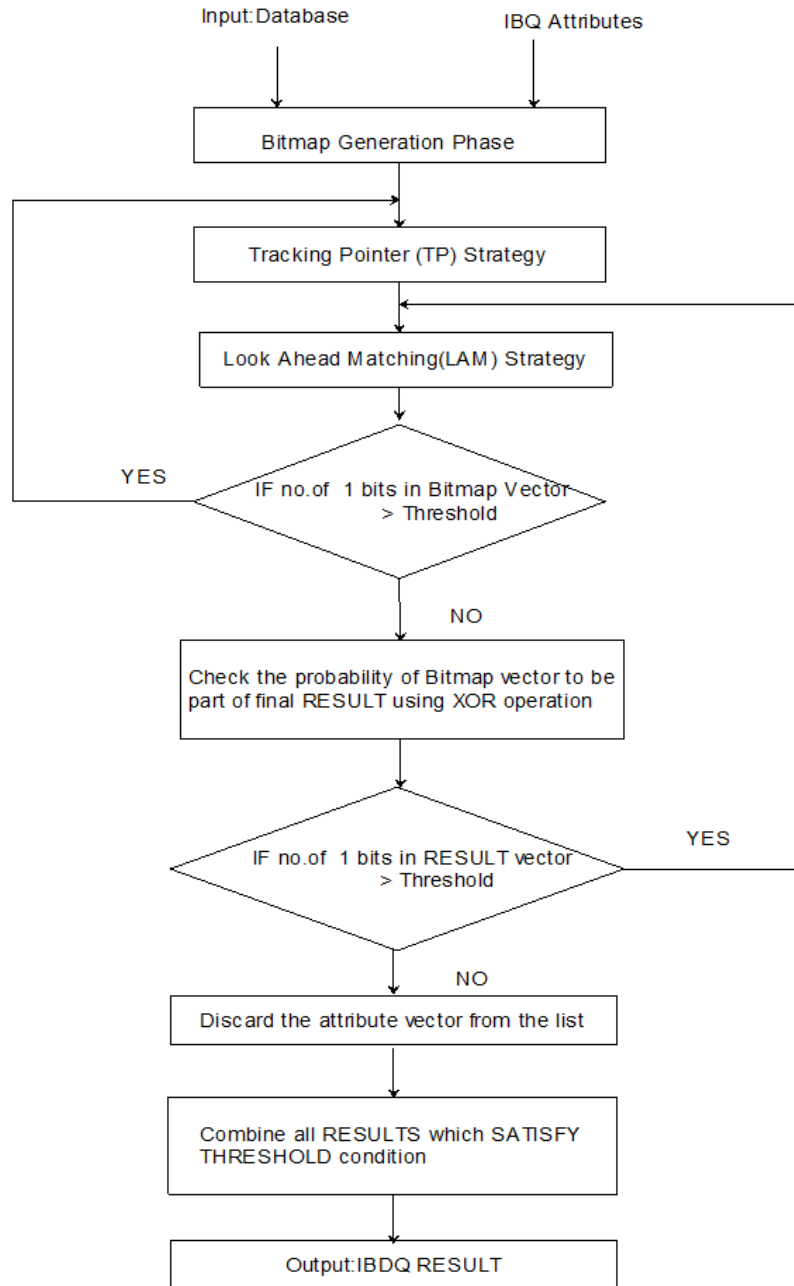 Input:Database
IBQ Attributes
Bitmap Generation Phase
Tracking Pointer (TP) Strategy
Look Ahead Matching(LAM) Strategy
YES
IF no.of 1 bits in Bitmap Vector
> Threshold
NO
Check the probability of Bitmap vector to be
part of final RESULT using XOR operation
YES
IF no.of 1 bits in RESULT vector
> Threshold
NO
Discard the attribute vector from the list
Combine all RESULTS which SATISFY
THRESHOLD condition
Output:IBDQ RESULT